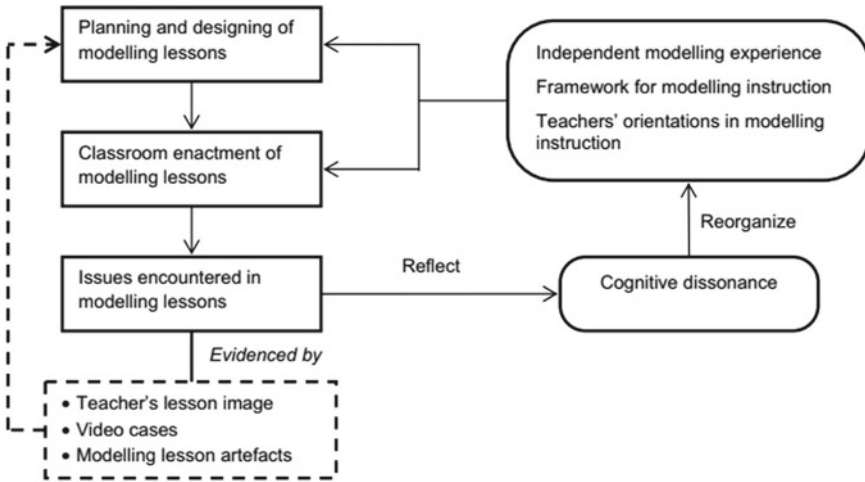 Planning and designing of
modelling lessons
Classroom enactment of
modelling lessons
Issues encountered in
modelling lessons
Evidenced by
• Teacher's lesson image
• Video cases
• Modelling lesson artefacts
Reflect
Cognitive dissonance
Reorganize
Independent modelling experience
Framework for modelling instruction
Teachers' orientations in modelling
instruction